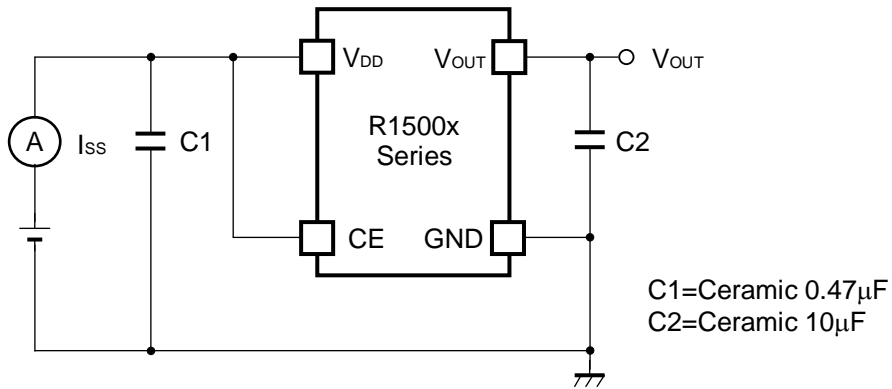 VDD
VOUT
VOUT
R1500x
Series
A
ISS
C1
C2
CE
GND
C1=Ceramic 0.47μF
C2=Ceramic 10μF